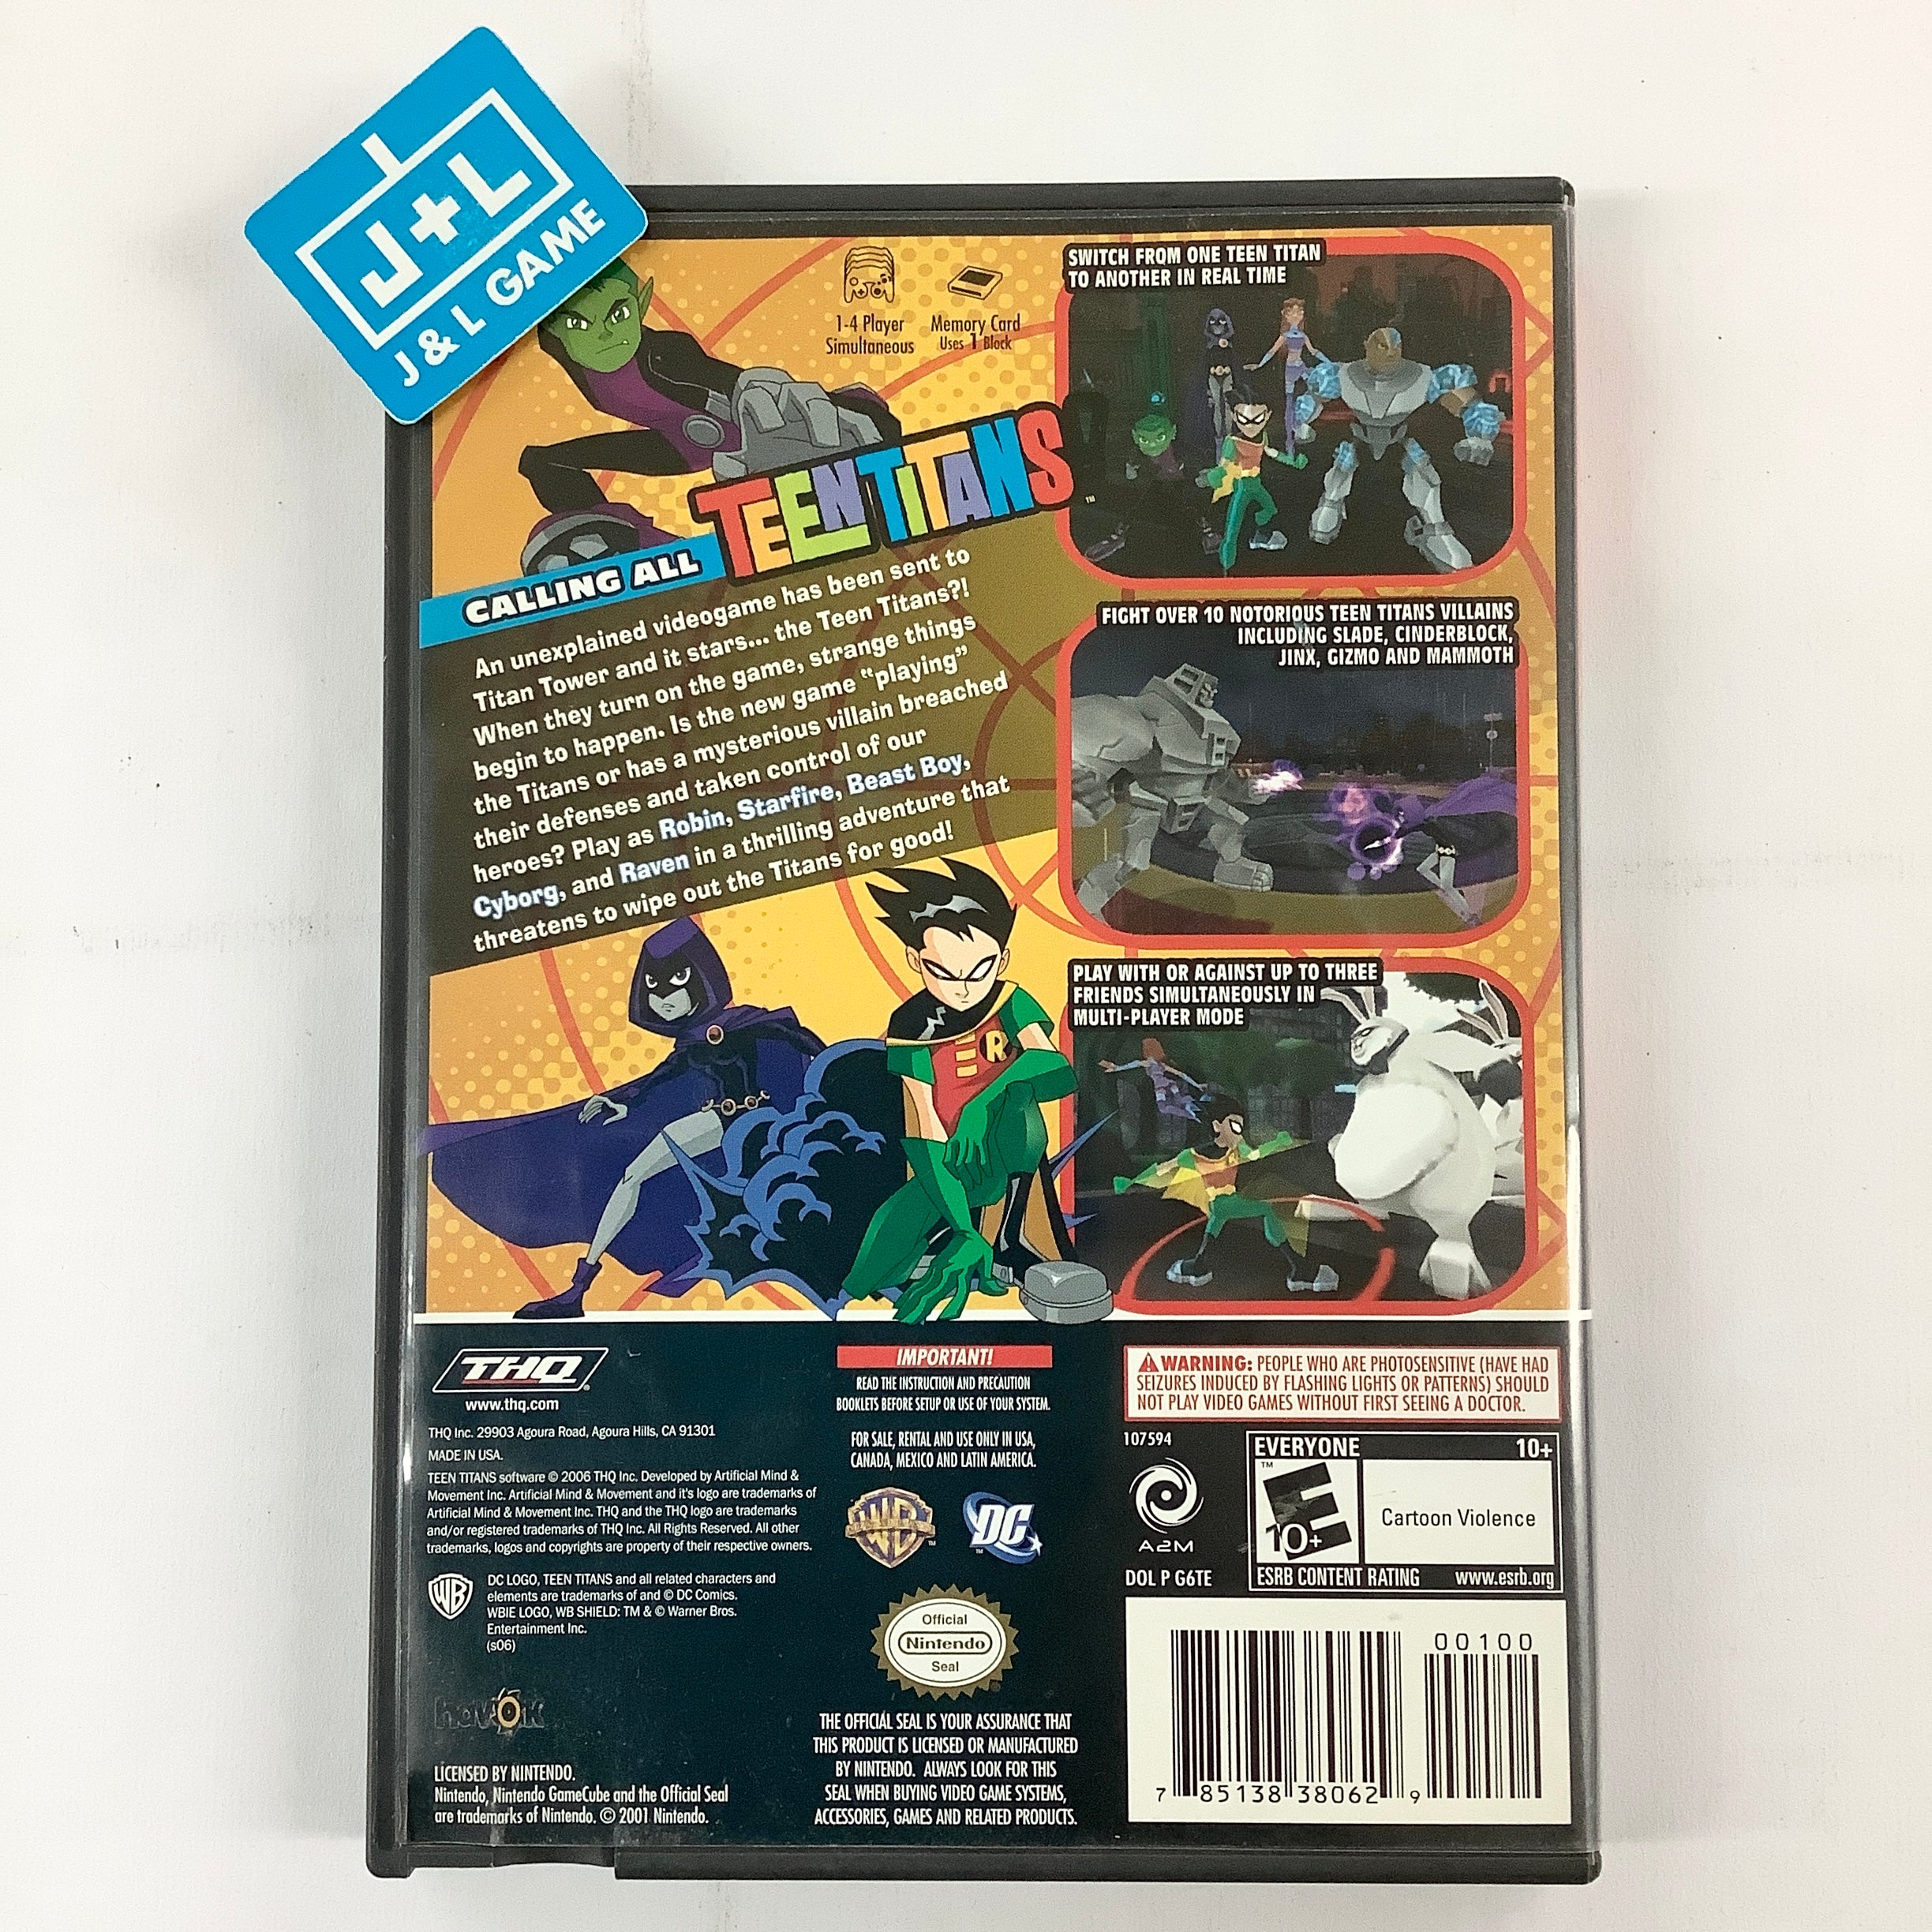 J+L
J & L GAME
1-4 Player
Simultaneous
Memory Card
Uses 1 Block
CALLING ALL
TEEN TITANS
™
An unexplained videogame has been sent to
Titan Tower and it stars... the Teen Titans?!
When they turn on the game, strange things
begin to happen. Is the new game “playing”
the Titans or has a mysterious villain breached
their defenses and taken control of our
heroes? Play as Robin, Starfire, Beast Boy,
Cyborg, and Raven in a thrilling adventure that
threatens to wipe out the Titans for good!
SWITCH FROM ONE TEEN TITAN
TO ANOTHER IN REAL TIME
FIGHT OVER 10 NOTORIOUS TEEN TITANS VILLAINS
INCLUDING SLADE, CINDERBLOCK,
JINX, GIZMO AND MAMMOTH
PLAY WITH OR AGAINST UP TO THREE
FRIENDS SIMULTANEOUSLY IN
MULTI-PLAYER MODE
R
THQ®
www.thq.com
THQ Inc. 29903 Agoura Road, Agoura Hills, CA 91301
MADE IN USA.
TEEN TITANS software © 2006 THQ Inc. Developed by Artificial Mind &
Movement Inc. Artificial Mind & Movement and it's logo are trademarks of
Artificial Mind & Movement Inc. THQ and the THQ logo are trademarks
and/or registered trademarks of THQ Inc. All Rights Reserved. All other
trademarks, logos and copyrights are property of their respective owners.
WB
DC LOGO, TEEN TITANS and all related characters and
elements are trademarks of and © DC Comics.
WBIE LOGO, WB SHIELD: TM & © Warner Bros.
Entertainment Inc.
(s06)
havok
LICENSED BY NINTENDO.
Nintendo, Nintendo GameCube and the Official Seal
are trademarks of Nintendo. © 2001 Nintendo.
IMPORTANT!
READ THE INSTRUCTION AND PRECAUTION
BOOKLETS BEFORE SETUP OR USE OF YOUR SYSTEM.
FOR SALE, RENTAL AND USE ONLY IN USA,
CANADA, MEXICO AND LATIN AMERICA.
WB ™
DC ™
Official
Nintendo
Seal
®
THE OFFICIAL SEAL IS YOUR ASSURANCE THAT
THIS PRODUCT IS LICENSED OR MANUFACTURED
BY NINTENDO. ALWAYS LOOK FOR THIS
SEAL WHEN BUYING VIDEO GAME SYSTEMS,
ACCESSORIES, GAMES AND RELATED PRODUCTS.
WARNING: PEOPLE WHO ARE PHOTOSENSITIVE (HAVE HAD
SEIZURES INDUCED BY FLASHING LIGHTS OR PATTERNS) SHOULD
NOT PLAY VIDEO GAMES WITHOUT FIRST SEEING A DOCTOR.
107594
A2M
DOL P G6TE
EVERYONE 10+
™
E
10+
Cartoon Violence
ESRB CONTENT RATING www.esrb.org
00100
7 85138 38062 9